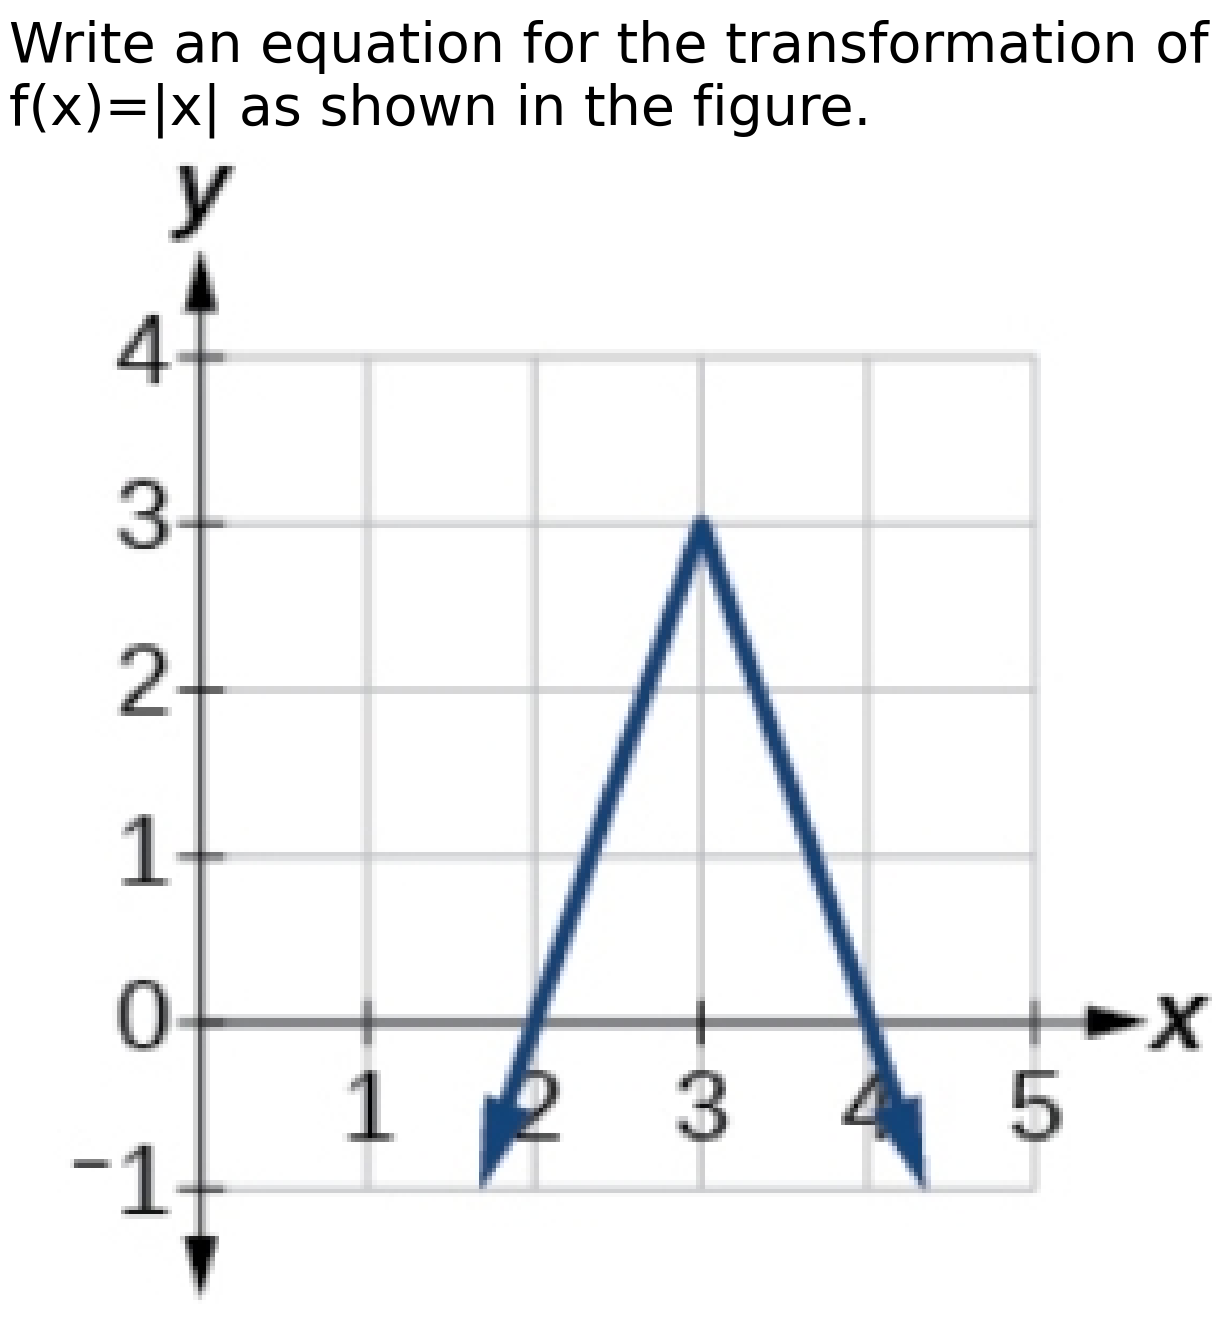 Write an equation for the transformation of
f(x)=|x| as shown in the figure.
y
4
3
2
1
0
x
1 2 3 4 5
−1